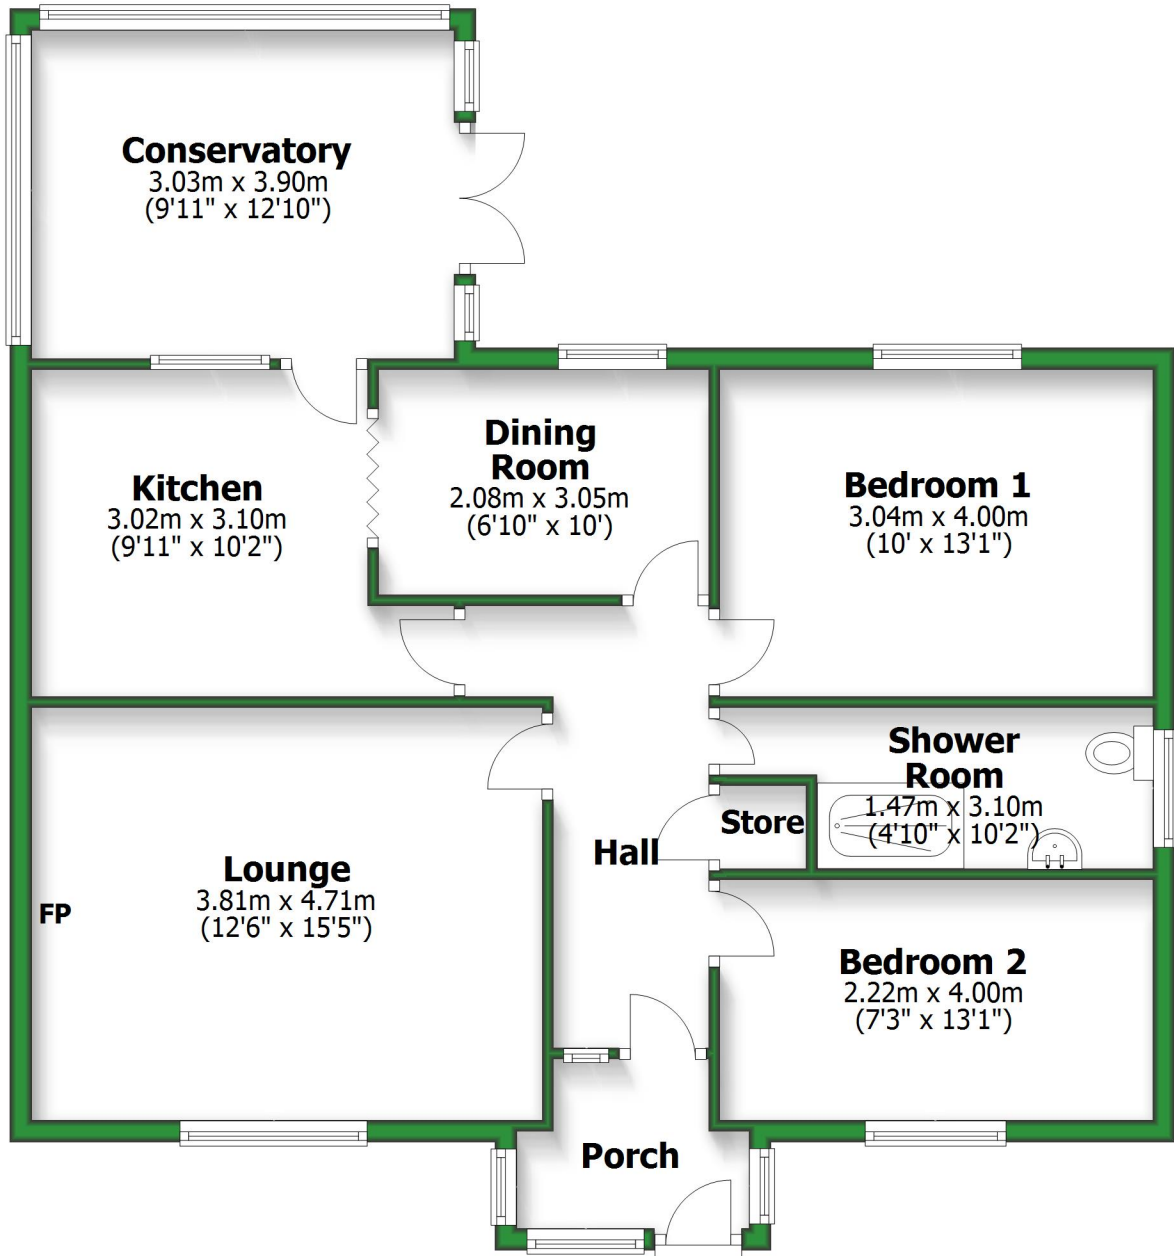 Conservatory
3.03m x 3.90m
(9'11" x 12'10")
Dining
Room
2.08m x 3.05m
(6'10" x 10')
Kitchen
3.02m x 3.10m
(9'11" x 10'2")
Bedroom 1
3.04m x 4.00m
(10' x 13'1")
Shower
Room
1.47m x 3.10m
(4'10" x 10'2")
Store
Hall
Lounge
3.81m x 4.71m
(12'6" x 15'5")
FP
Bedroom 2
2.22m x 4.00m
(7'3" x 13'1")
Porch